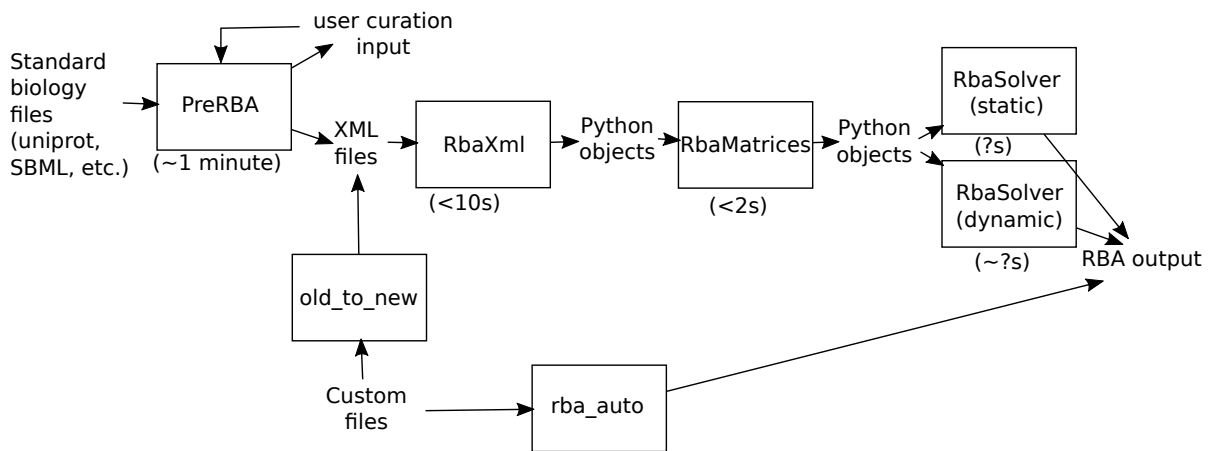 user curation
input
Standard
biology
files
(uniprot,
SBML, etc.)
PreRBA
(~1 minute)
XML
files
RbaXml
(<10s)
Python
objects
RbaMatrices
(<2s)
Python
objects
RbaSolver
(static)
(?s)
RbaSolver
(dynamic)
(~?s)
RBA output
old_to_new
Custom
files
rba_auto